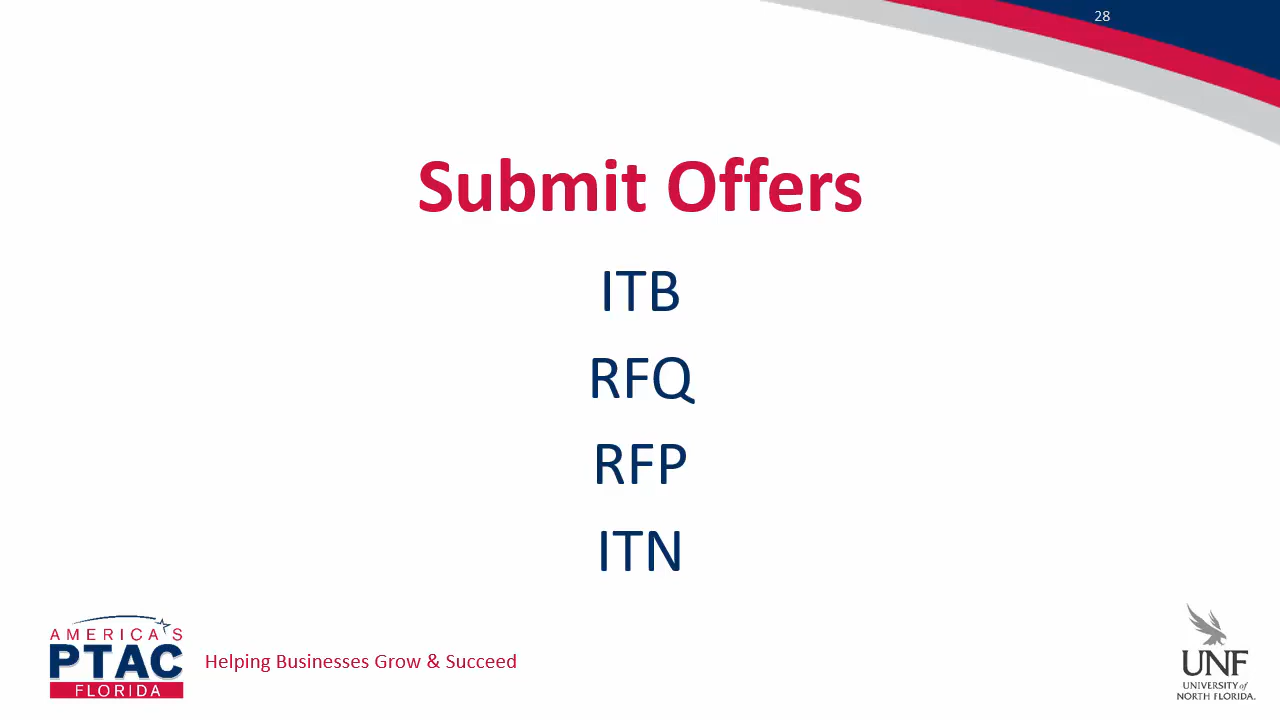 28
Submit Offers
ITB
RFQ
RFP
ITN
AMERICA'S
PTAC
FLORIDA
Helping Businesses Grow & Succeed
UNF
UNIVERSITY of
NORTH FLORIDA.